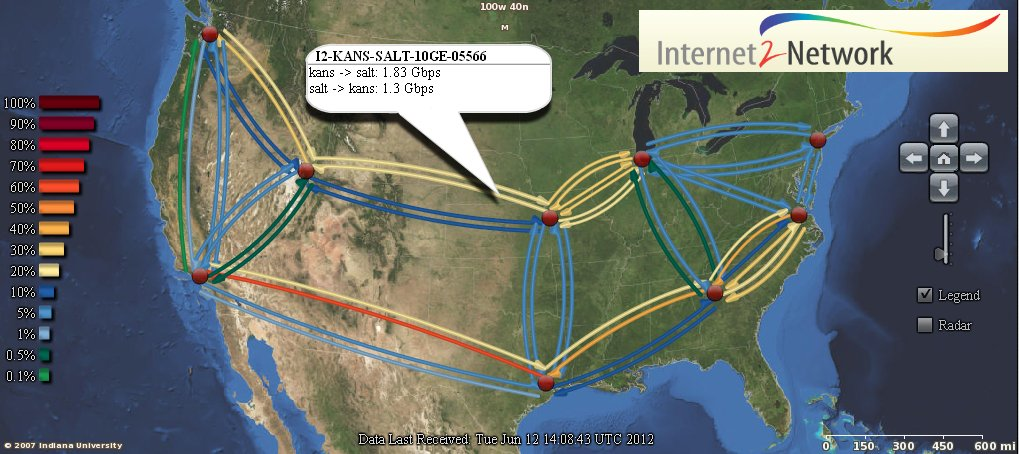 100w 40n
M
Internet2 Network
I2-KANS-SALT-10GE-05566
kans -> salt: 1.83 Gbps
salt -> kans: 1.3 Gbps
100%
90%
80%
70%
60%
50%
40%
30%
20%
10%
5%
1%
0.5%
0.1%
Legend
Radar
© 2007 Indiana University
Data Last Received: Tue Jun 12 14:08:43 UTC 2012
0 150 300 450 600 mi